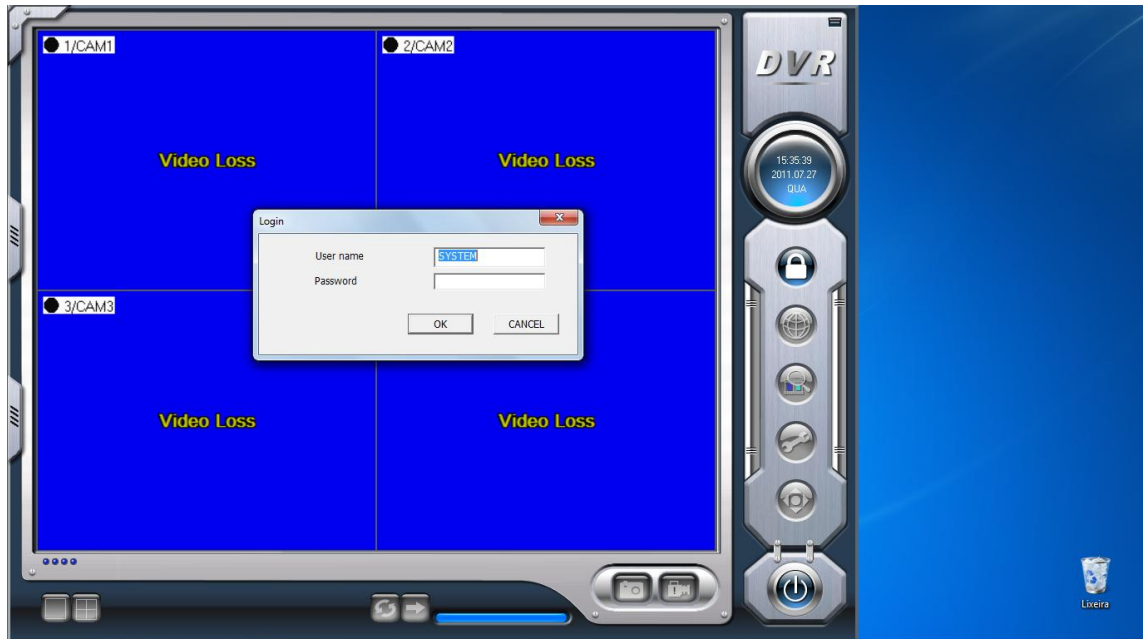 1/CAM1
2/CAM2
DVR
Video Loss
Video Loss
15:35:39
2011.07.27
QUA
Login
User name
SYSTEM
Password
OK
CANCEL
3/CAM3
Video Loss
Video Loss
Lixeira